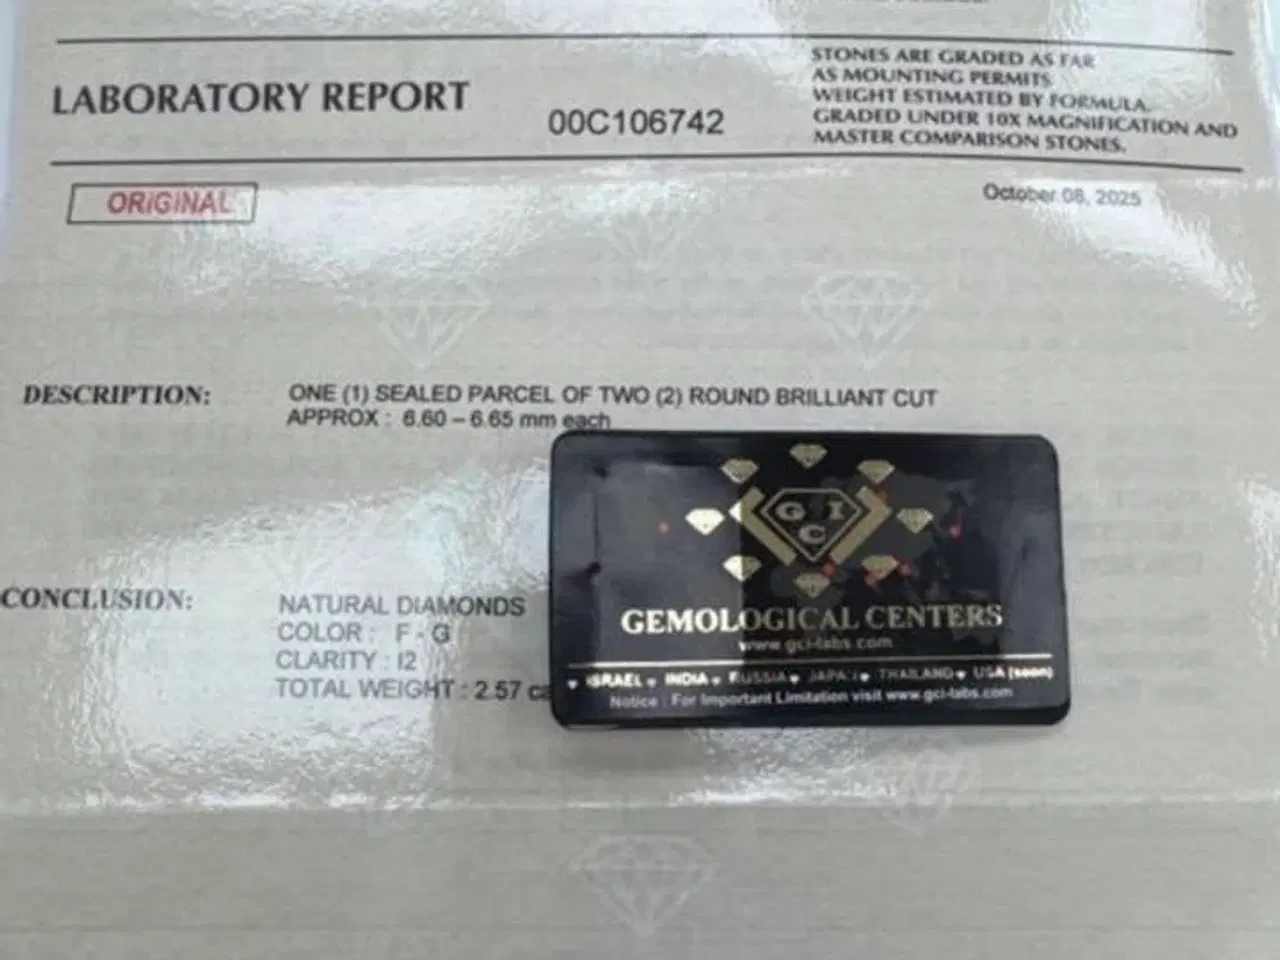 LABORATORY REPORT
00C106742
STONES ARE GRADED AS FAR
AS MOUNTING PERMITS.
WEIGHT ESTIMATED BY FORMULA.
GRADED UNDER 10X MAGNIFICATION AND
MASTER COMPARISON STONES.
ORIGINAL
October 08, 2025
DESCRIPTION:
ONE (1) SEALED PARCEL OF TWO (2) ROUND BRILLIANT CUT
APPROX : 6.60 – 6.65 mm each
CONCLUSION:
NATURAL DIAMONDS
COLOR : F - G
CLARITY : I2
TOTAL WEIGHT : 2.57 ca
G I
C
GEMOLOGICAL CENTERS
www.gci-labs.com
ISRAEL INDIA RUSSIA JAPAN THAILAND USA (soon)
Notice : For Important Limitation visit www.gci-labs.com